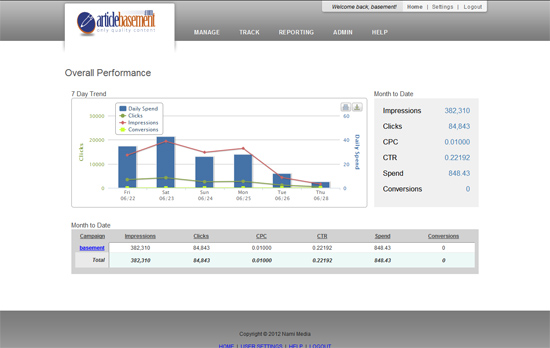 Welcome back, basement! Home | Settings | Logout
articlebasement.com
only quality content
MANAGE TRACK REPORTING ADMIN HELP
Overall Performance
7 Day Trend
Month to Date
Daily Spend
Clicks
Impressions
Conversions
30000
20000
10000
0
Clicks
60
40
20
0
Daily Spend
Fri 06/22
Sat 06/23
Sun 06/24
Mon 06/25
Tue 06/26
Thu 06/28
Impressions 382,310
Clicks 84,843
CPC 0.01000
CTR 0.22192
Spend 848.43
Conversions 0
Month to Date
Campaign Impressions Clicks CPC CTR Spend Conversions
basement 382,310 84,843 0.01000 0.22192 848.43 0
Total 382,310 84,843 0.01000 0.22192 848.43 0
Copyright © 2012 Nami Media
HOME | USER SETTINGS | HELP | LOGOUT